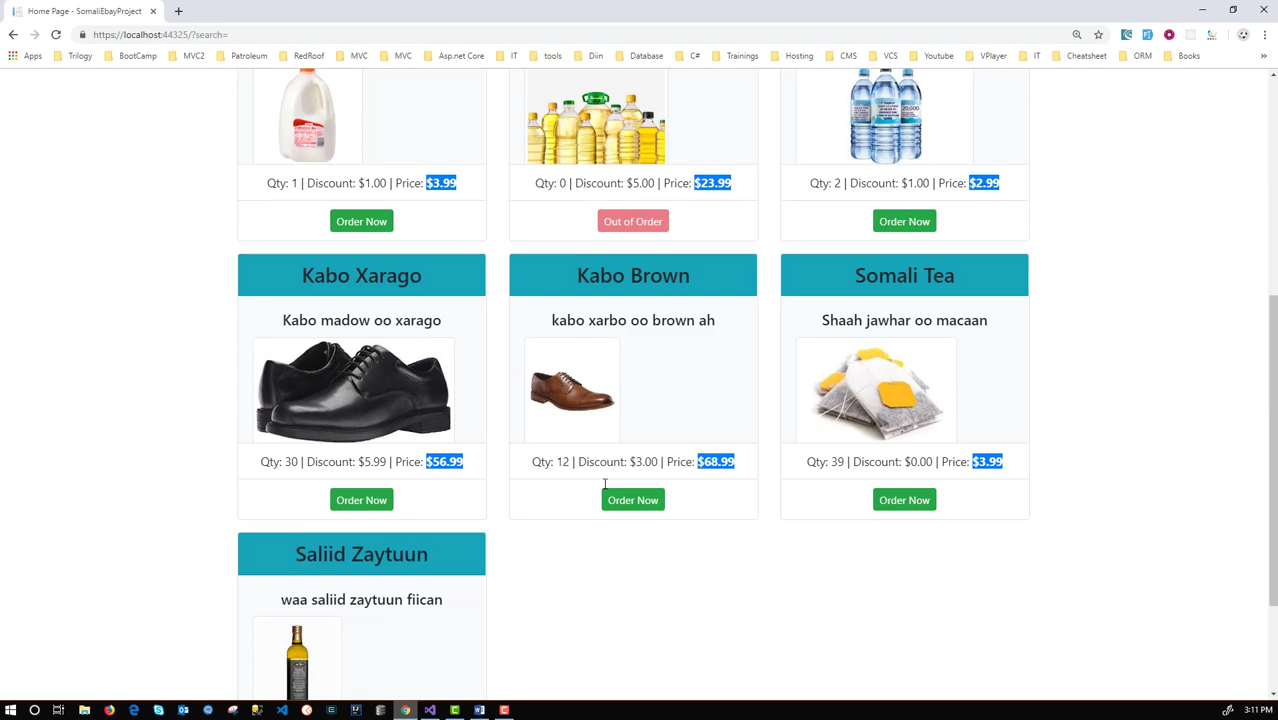 Home Page - SomaliEbayProject
https://localhost:44325/?search=
Apps Trilogy BootCamp MVC2 Patroleum RedRoof MVC MVC Asp.net Core IT tools Diin Database C# Trainings Hosting CMS VCS Youtube VPlayer IT Cheatsheet ORM Books
Qty: 1 | Discount: $1.00 | Price: $3.99
Order Now
Qty: 0 | Discount: $5.00 | Price: $23.99
Out of Order
20,000
Qty: 2 | Discount: $1.00 | Price: $2.99
Order Now
Kabo Xarago
Kabo madow oo xarago
Qty: 30 | Discount: $5.99 | Price: $56.99
Order Now
Kabo Brown
kabo xarbo oo brown ah
Qty: 12 | Discount: $3.00 | Price: $68.99
Order Now
Somali Tea
Shaah jawhar oo macaan
Qty: 39 | Discount: $0.00 | Price: $3.99
Order Now
Saliid Zaytuun
waa saliid zaytuun fiican
3:11 PM